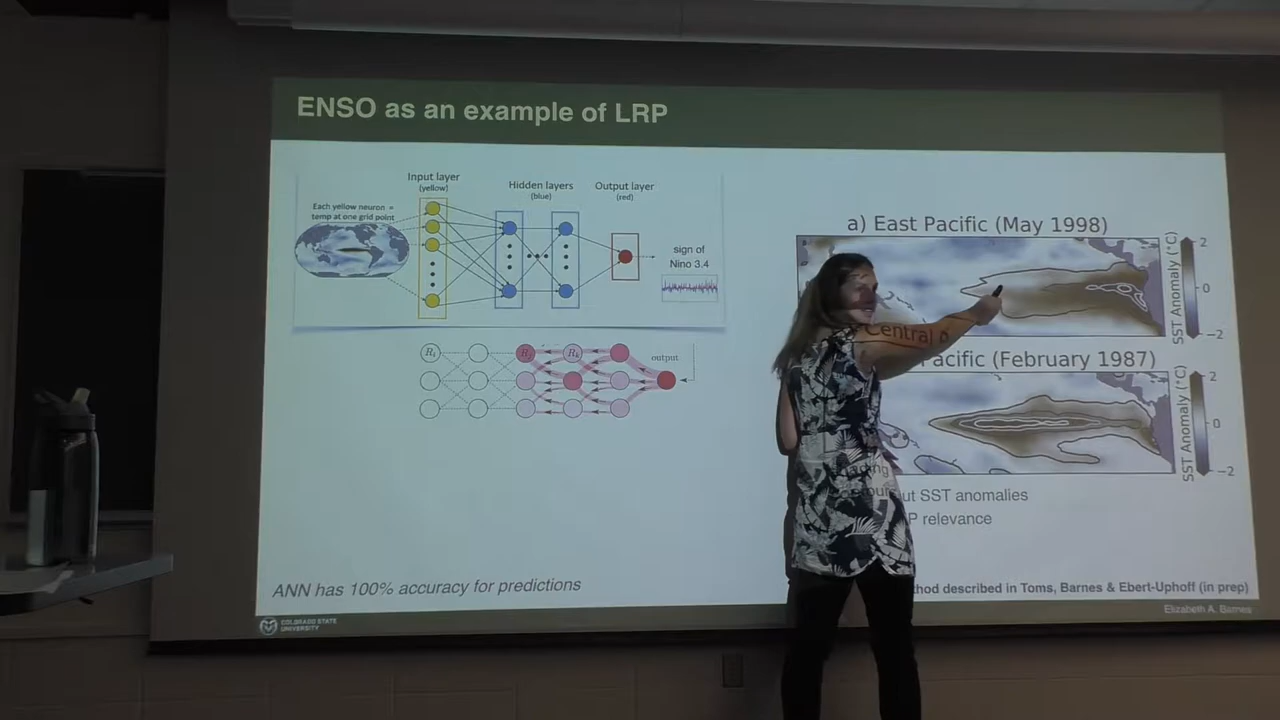 ENSO as an example of LRP
Input layer
(yellow)
Hidden layers
(blue)
Output layer
(red)
Each yellow neuron =
temp at one grid point
sign of
Nino 3.4
output
ANN has 100% accuracy for predictions
COLORADO STATE
UNIVERSITY
a) East Pacific (May 1998)
SST Anomaly (°C)
2
0
−2
Central
acific (February 1987)
SST Anomaly (°C)
2
0
−2
ut SST anomalies
P relevance
hod described in Toms, Barnes & Ebert-Uphoff (in prep)
Elizabeth A. Barnes